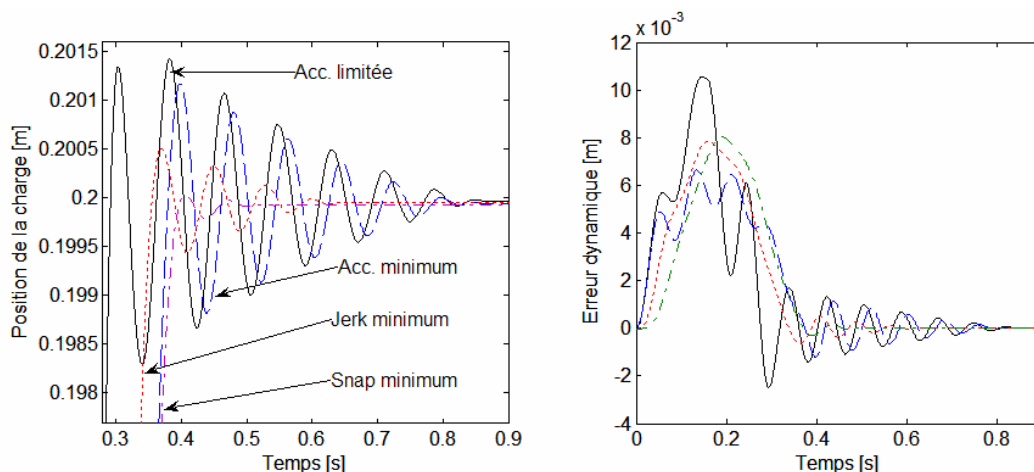 Position de la charge [m]
0.2015
0.201
0.2005
0.2
0.1995
0.199
0.1985
0.198
Acc. limitée
Acc. minimum
Jerk minimum
Snap minimum
0.3 0.4 0.5 0.6 0.7 0.8 0.9
Temps [s]
x 10⁻³
Erreur dynamique [m]
12
10
8
6
4
2
0
-2
-4
0 0.2 0.4 0.6 0.8
Temps [s]